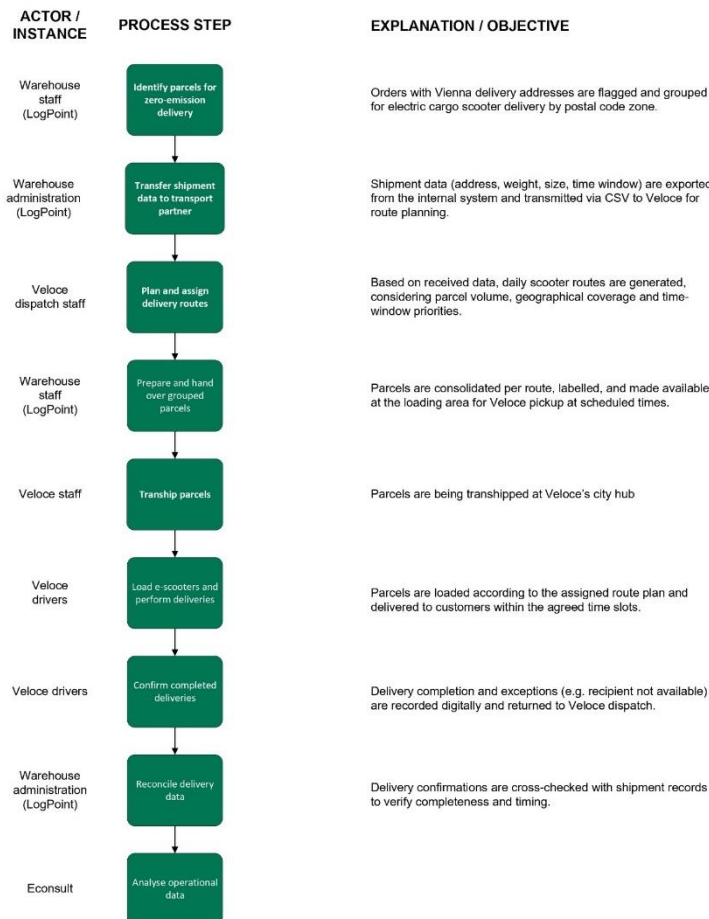 ACTOR /
INSTANCE
PROCESS STEP
EXPLANATION / OBJECTIVE
Warehouse
staff
(LogPoint)
Identify parcels for
zero-emission
delivery
Orders with Vienna delivery addresses are flagged and grouped
for electric cargo scooter delivery by postal code zone.
Warehouse
administration
(LogPoint)
Transfer shipment
data to transport
partner
Shipment data (address, weight, size, time window) are exported
from the internal system and transmitted via CSV to Veloce for
route planning.
Veloce
dispatch staff
Plan and assign
delivery routes
Based on received data, daily scooter routes are generated,
considering parcel volume, geographical coverage and time-
window priorities.
Warehouse
staff
(LogPoint)
Prepare and hand
over grouped
parcels
Parcels are consolidated per route, labelled, and made available
at the loading area for Veloce pickup at scheduled times.
Veloce staff
Tranship parcels
Parcels are being transhipped at Veloce's city hub
Veloce
drivers
Load e-scooters and
perform deliveries
Parcels are loaded according to the assigned route plan and
delivered to customers within the agreed time slots.
Veloce drivers
Confirm completed
deliveries
Delivery completion and exceptions (e.g. recipient not available)
are recorded digitally and returned to Veloce dispatch.
Warehouse
administration
(LogPoint)
Reconcile delivery
data
Delivery confirmations are cross-checked with shipment records
to verify completeness and timing.
Econsult
Analyse operational
data